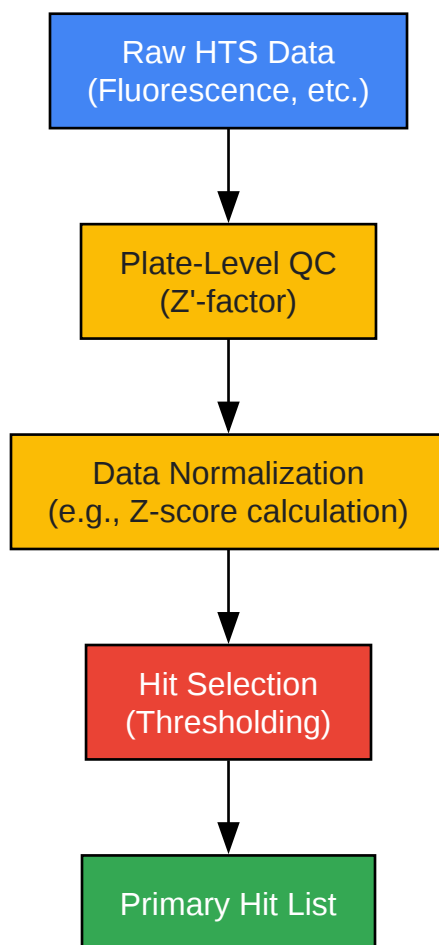 Raw HTS Data
(Fluorescence, etc.)
Plate-Level QC
(Z'-factor)
Data Normalization
(e.g., Z-score calculation)
Hit Selection
(Thresholding)
Primary Hit List